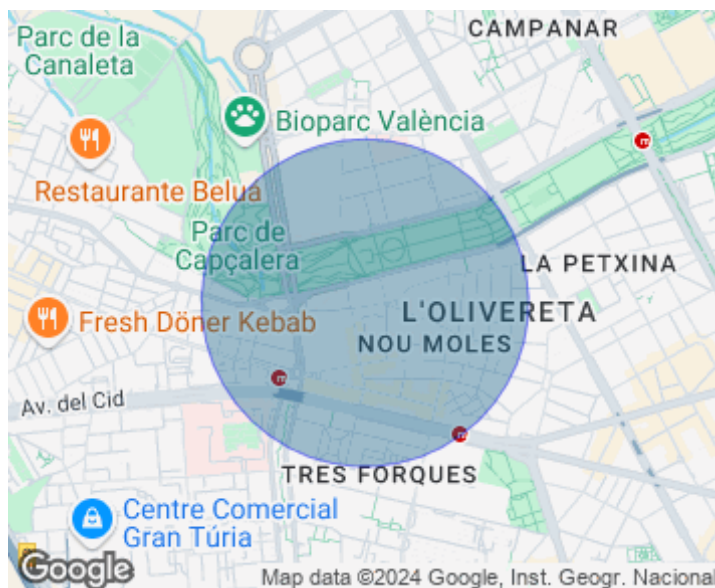 CAMPANAR
Parc de la
Canaleta
Bioparc València
Restaurante Belua
Parc de
Capçalera
LA PETXINA
L'OLIVERETA
Fresh Döner Kebab
NOU MOLES
Av. del Cid
TRES FORQUES
Centre Comercial
Gran Túria
Google
Map data ©2024 Google, Inst. Geogr. Nacional